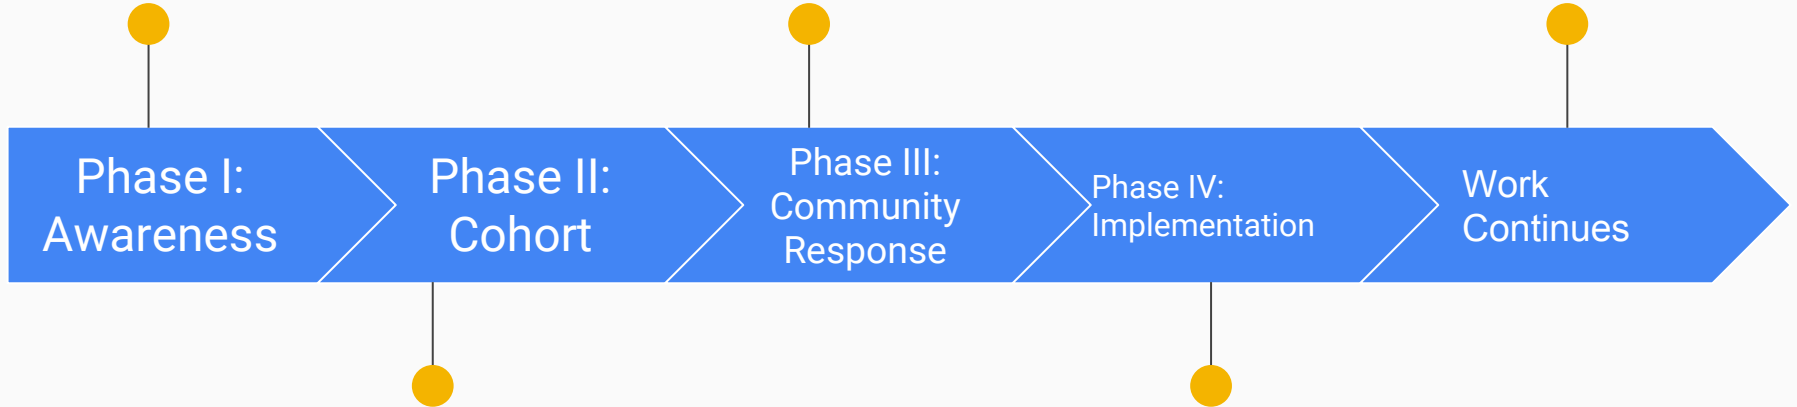 Phase I:
Awareness
Phase II:
Cohort
Phase III:
Community
Response
Phase IV:
Implementation
Work
Continues